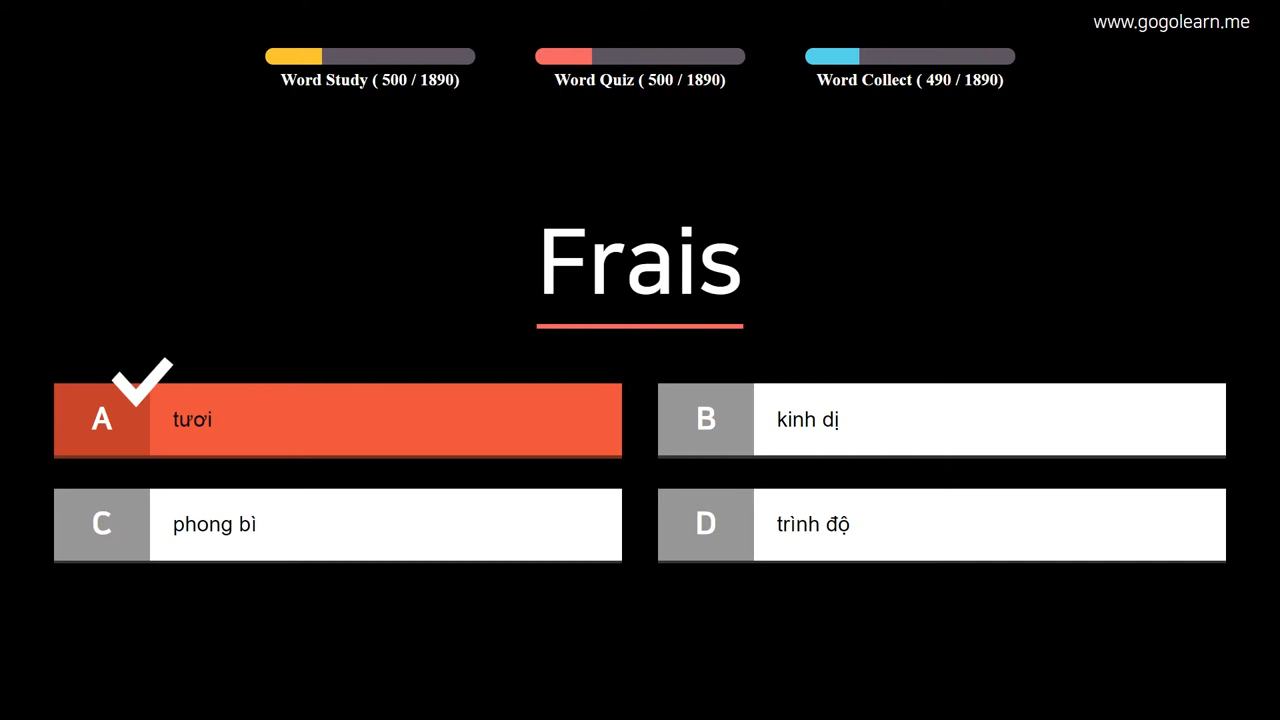 www.gogolearn.me
Word Study ( 500 / 1890)
Word Quiz ( 500 / 1890)
Word Collect ( 490 / 1890)
Frais
A tươi
B kinh dị
C phong bì
D trình độ